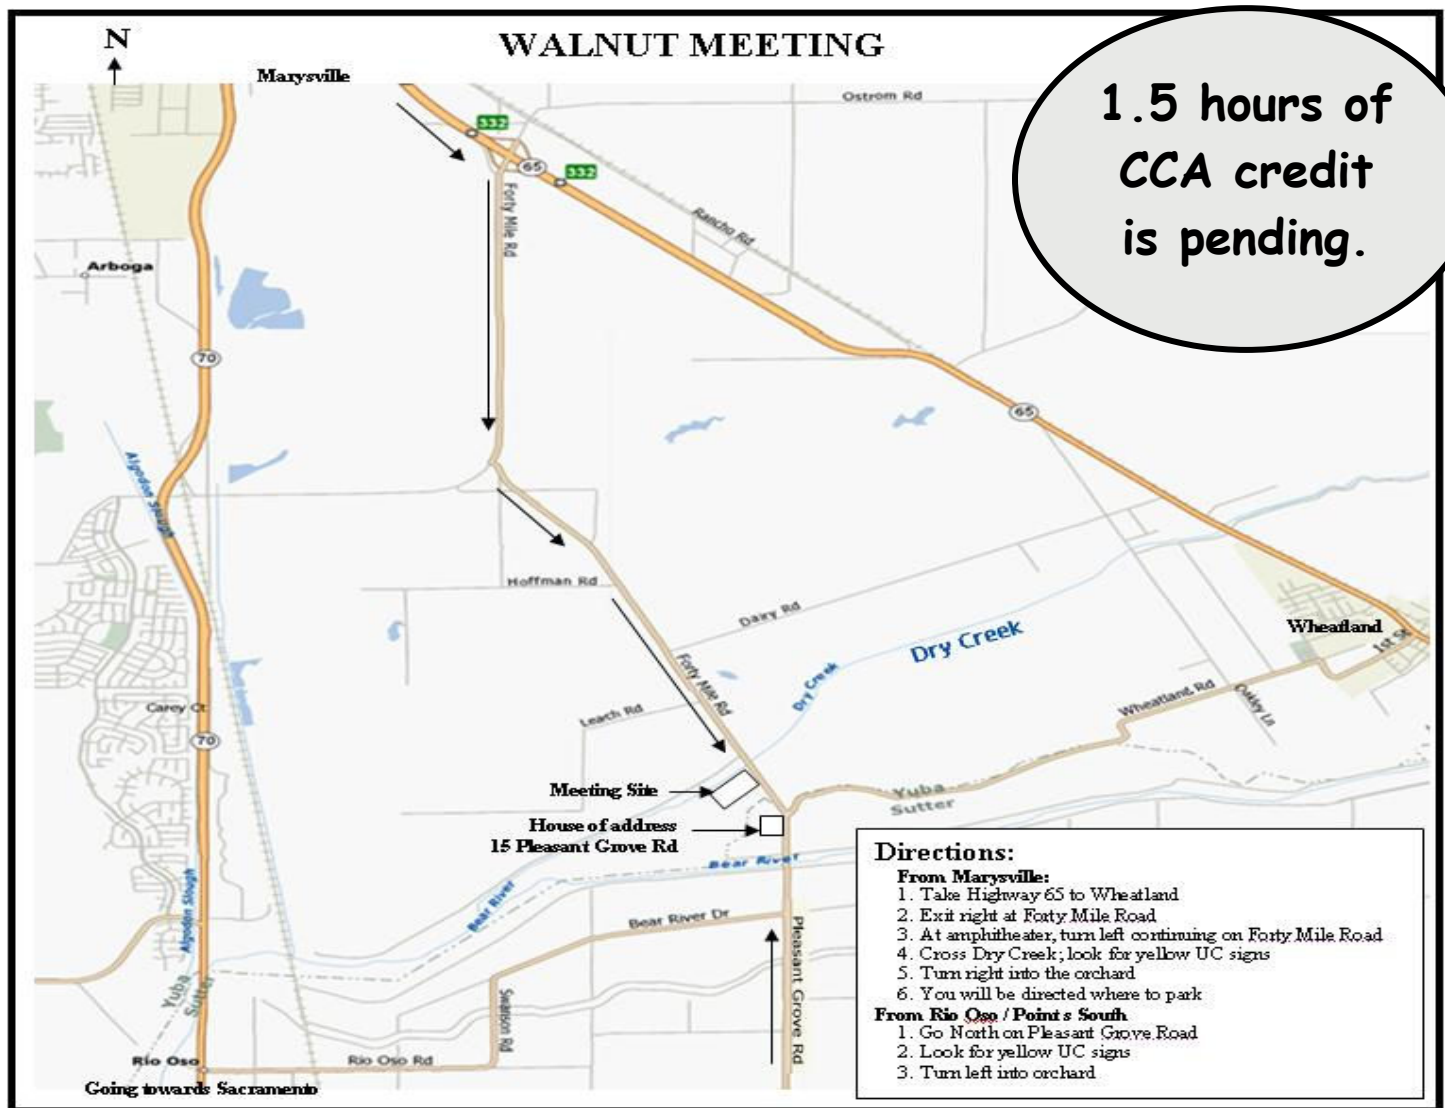 N
WALNUT MEETING
1.5 hours of
CCA credit
is pending.
Marysville
Ostrom Rd
332
65
332
Forty Mile Rd
Rancho Rd
Arboga
70
65
Algodon Slough
Hoffman Rd
Dairy Rd
Dry Creek
Wheatland
1st St
Forty Mile Rd
Dry Creek
Carey Ct
Leach Rd
Wheatland Rd
Oakley Ln
70
Meeting Site
Yuba
Sutter
House of address
15 Pleasant Grove Rd
Bear River
Bear River
Bear River Dr
Algodon Slough
Pleasant Grove Rd
Yuba
Sutter
Swanson Rd
Rio Oso
Rio Oso Rd
Going towards Sacramento
Directions:
From Marysville:
1. Take Highway 65 to Wheatland
2. Exit right at Forty Mile Road
3. At amphitheater, turn left continuing on Forty Mile Road
4. Cross Dry Creek; look for yellow UC signs
5. Turn right into the orchard
6. You will be directed where to park
From Rio Oso / Points South
1. Go North on Pleasant Grove Road
2. Look for yellow UC signs
3. Turn left into orchard